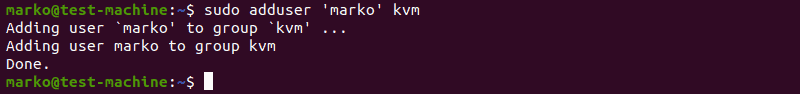 marko@test-machine:~$ sudo adduser 'marko' kvm
Adding user `marko' to group `kvm' ...
Adding user marko to group kvm
Done.
marko@test-machine:~$